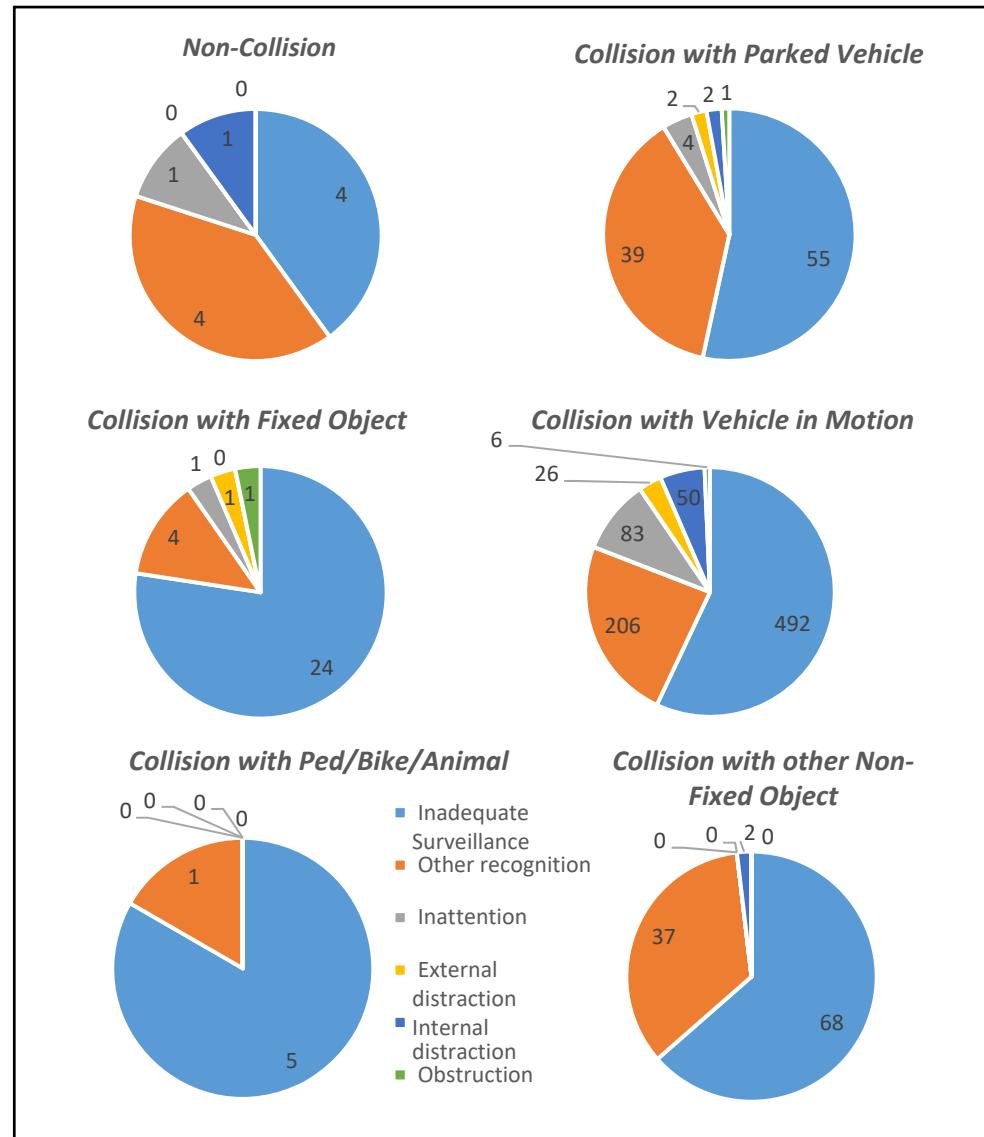 Non-Collision
0
0
1
1
4
4
Collision with Parked Vehicle
2
2
1
4
39
55
Collision with Fixed Object
1
0
1
1
4
24
Collision with Vehicle in Motion
6
26
50
83
206
492
Collision with Ped/Bike/Animal
0
0
0
0
1
5
Inadequate
Surveillance
Other recognition
Inattention
External
distraction
Internal
distraction
Obstruction
Collision with other Non-
Fixed Object
0
0
2
0
37
68